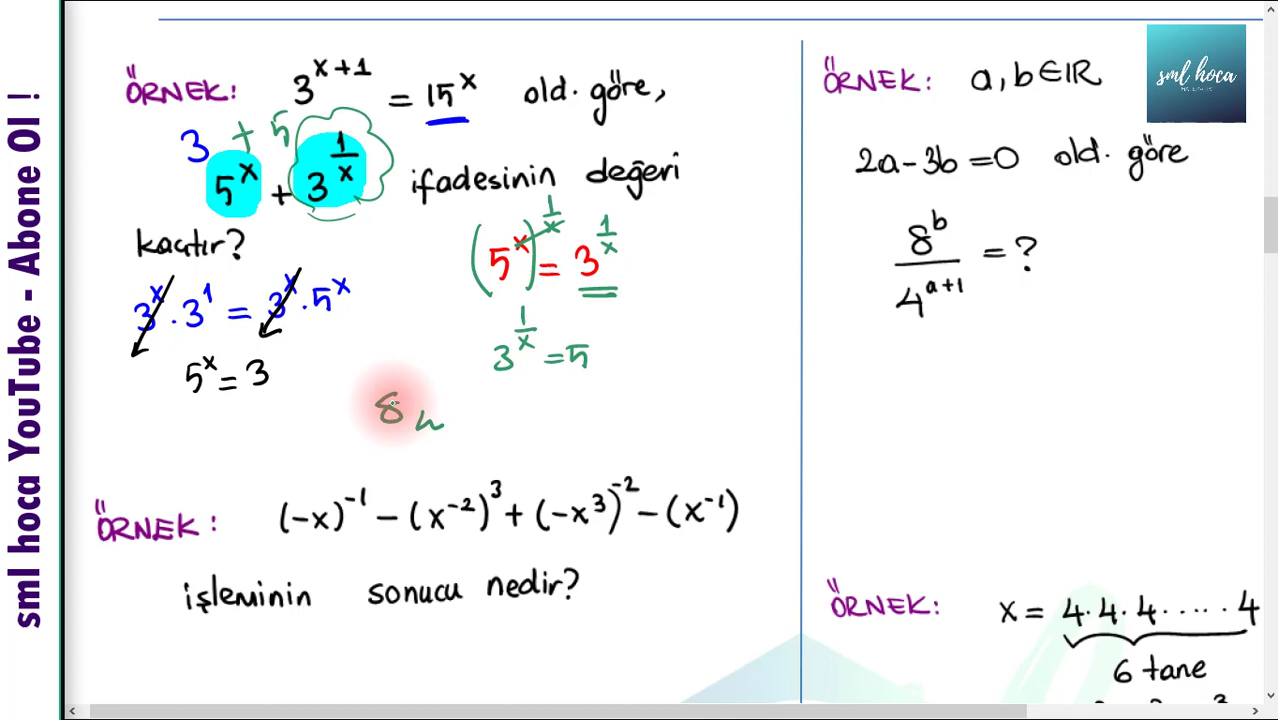 sml hoca YouTube - Abone Ol !
ÖRNEK: 3^{x+1} = 15^x old. göre,
3 + 5
5^x + 3^{1/x} ifadesinin değeri
kaçtır?
3^x . 3^1 = 3^x . 5^x
5^x = 3
(5^x)^{1/x} = 3^{1/x}
3^{1/x} = 5
8
ÖRNEK: (-x)^{-1} - (x^{-2})^3 + (-x^3)^{-2} - (x^{-1})
işleminin sonucu nedir?
sml hoca
ÖRNEK: a, b ∈ IR
2a - 3b = 0 old. göre
8^b / 4^{a+1} = ?
ÖRNEK: x = 4. 4. 4. ..... 4
6 tane